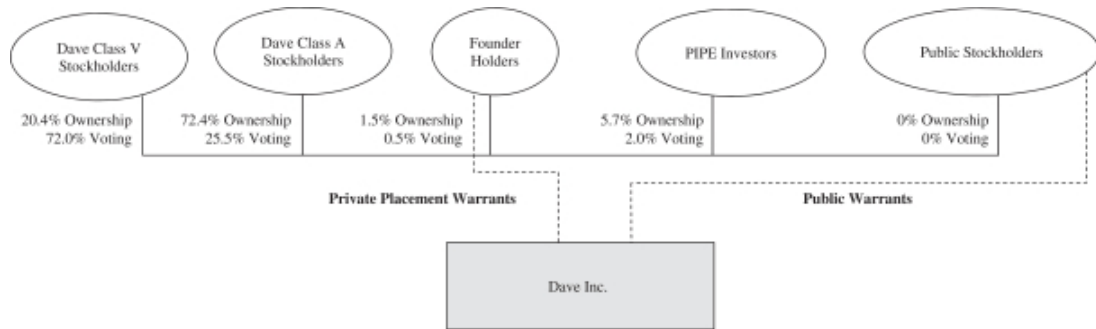 Dave Class V
Stockholders
Dave Class A
Stockholders
Founder
Holders
PIPE Investors
Public Stockholders
20.4% Ownership
72.0% Voting
72.4% Ownership
25.5% Voting
1.5% Ownership
0.5% Voting
5.7% Ownership
2.0% Voting
0% Ownership
0% Voting
Private Placement Warrants
Public Warrants
Dave Inc.